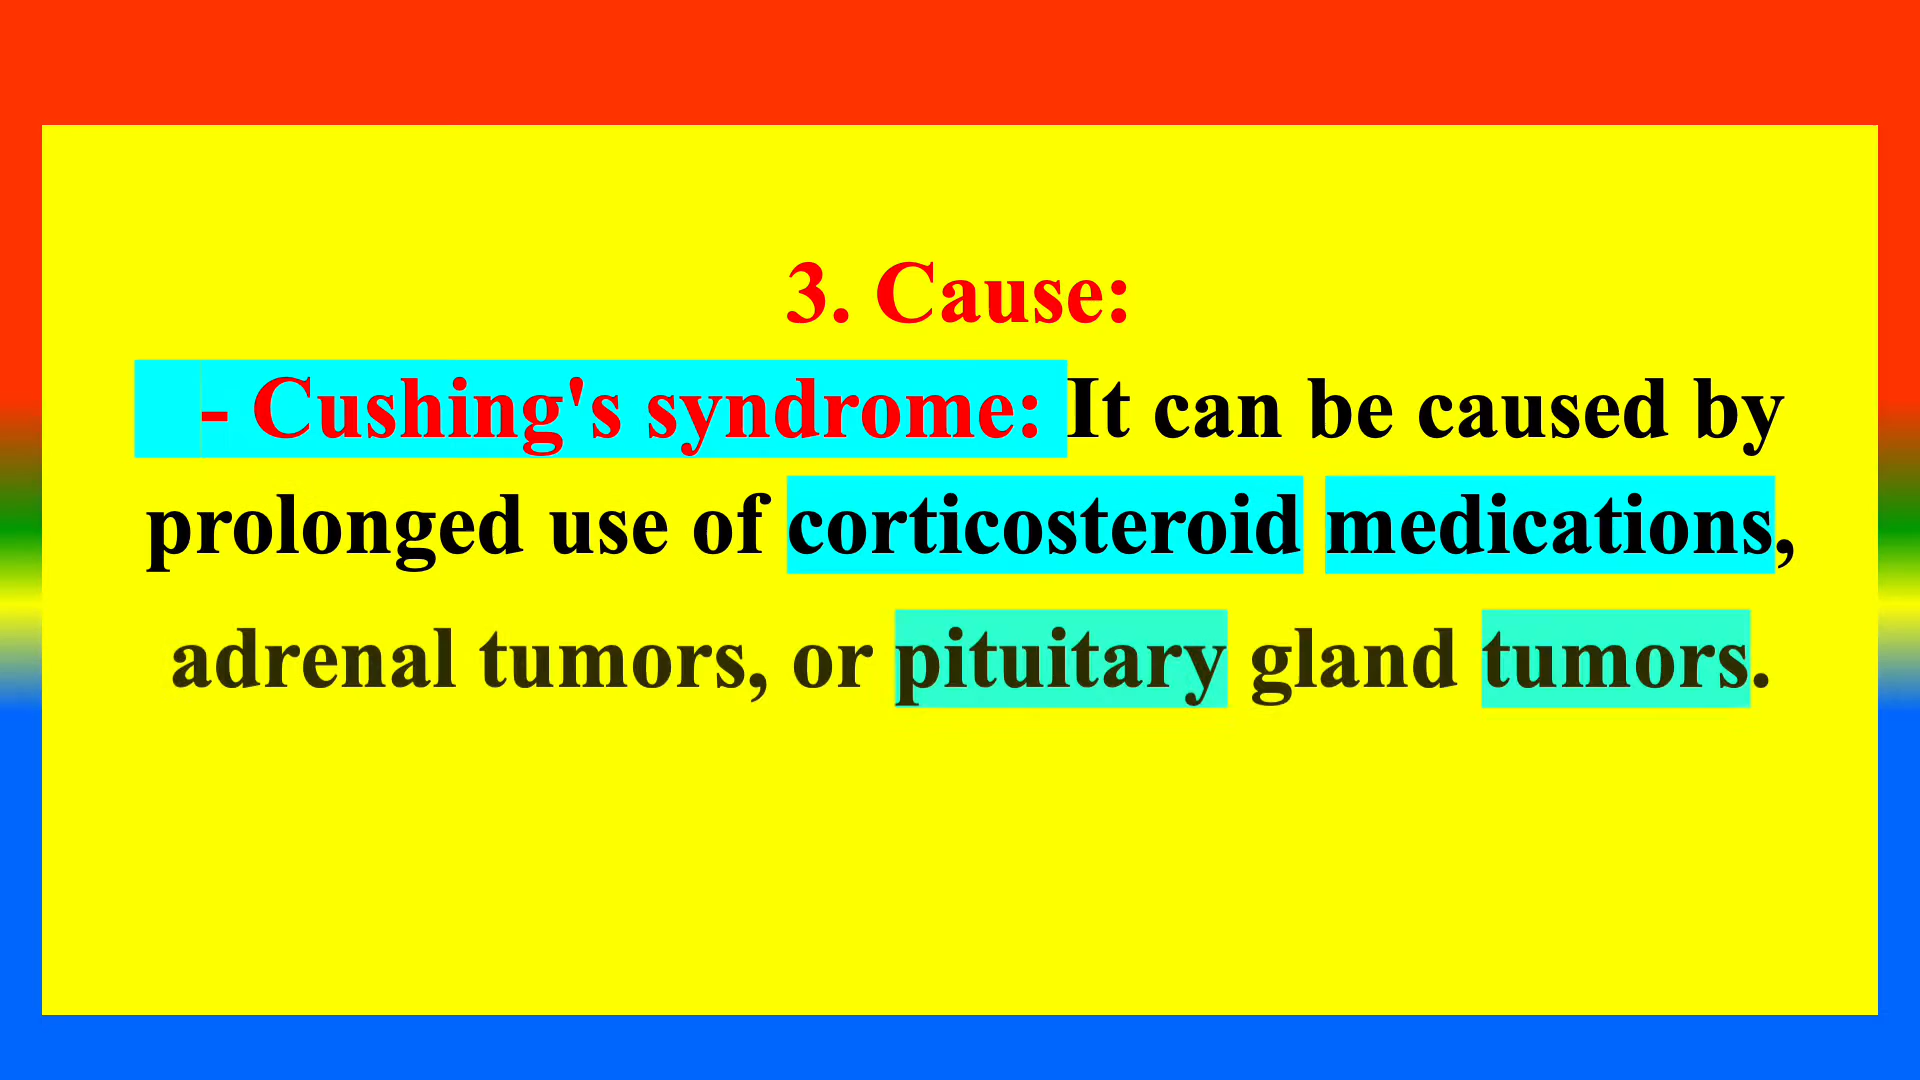 3. Cause:
- Cushing's syndrome: It can be caused by
prolonged use of corticosteroid medications,
adrenal tumors, or pituitary gland tumors.